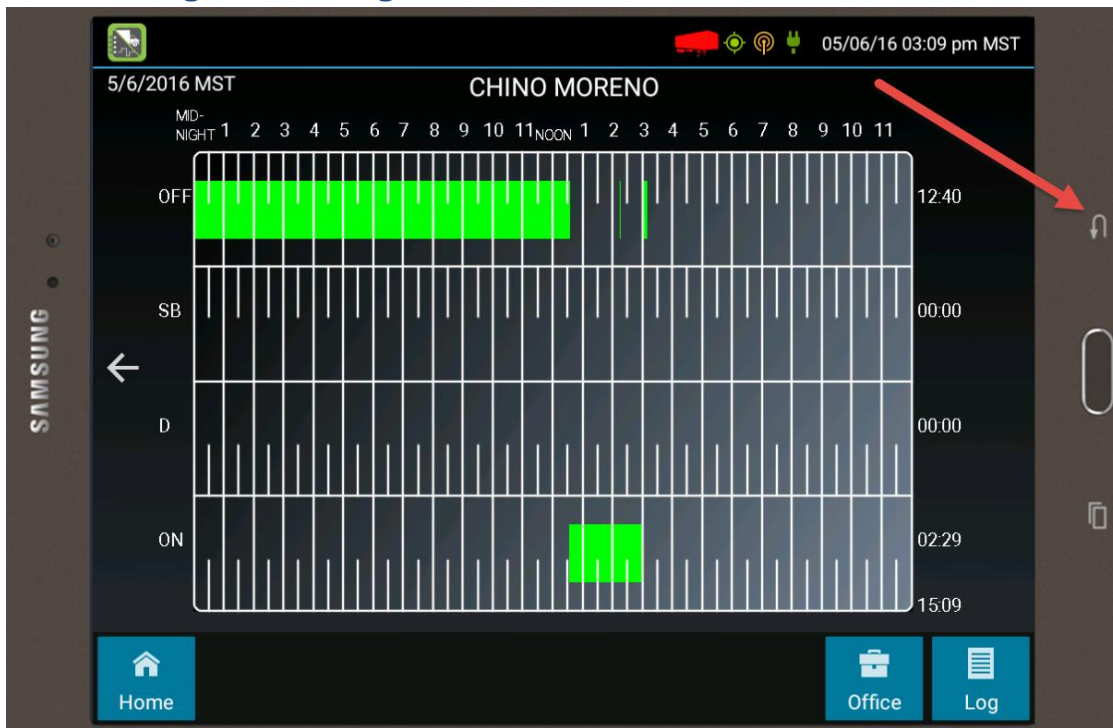 05/06/16 03:09 pm MST
5/6/2016 MST
CHINO MORENO
MID-
NIGHT 1 2 3 4 5 6 7 8 9 10 11 NOON 1 2 3 4 5 6 7 8 9 10 11
OFF 12:40
SB 00:00
D 00:00
ON 02:29
15:09
Home Office Log
SAMSUNG